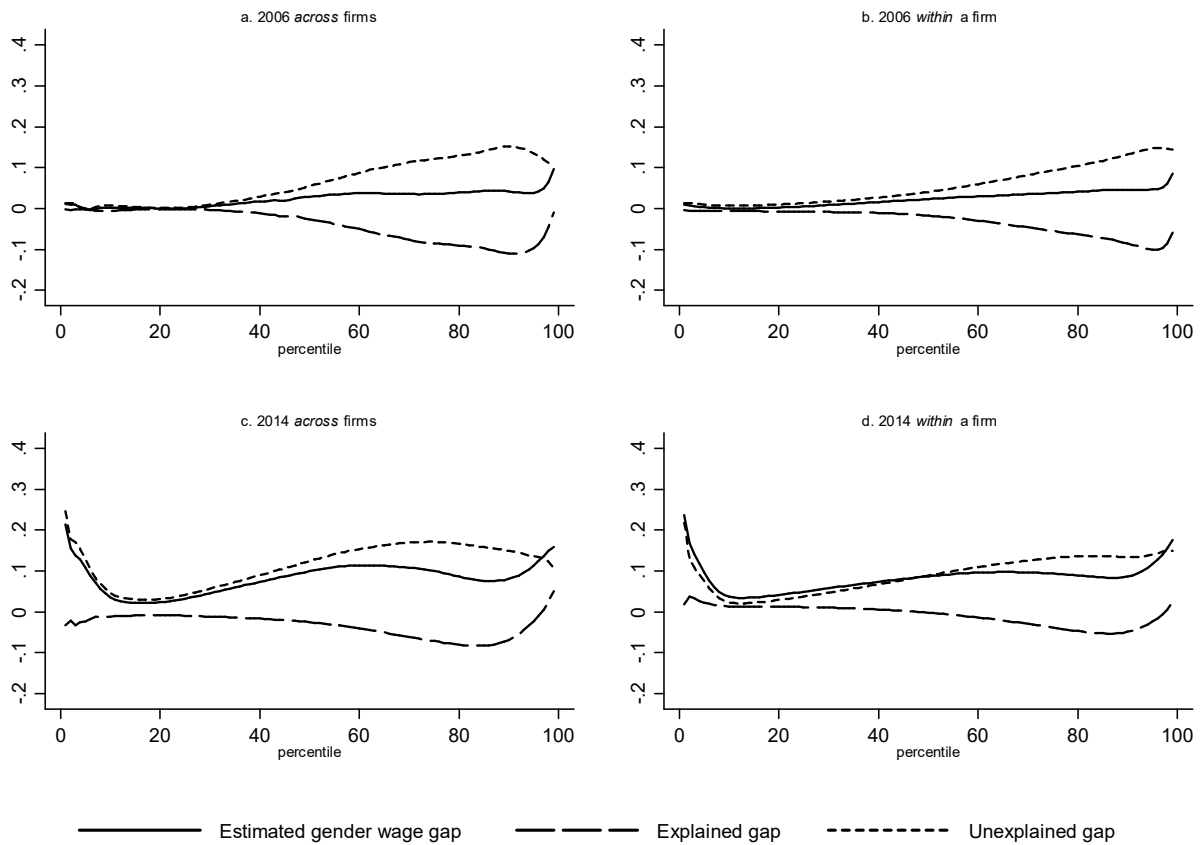 a. 2006 across firms
.4
.3
.2
.1
0
-.1
-.2
0 20 40 60 80 100
percentile
b. 2006 within a firm
.4
.3
.2
.1
0
-.1
-.2
0 20 40 60 80 100
percentile
c. 2014 across firms
.4
.3
.2
.1
0
-.1
-.2
0 20 40 60 80 100
percentile
d. 2014 within a firm
.4
.3
.2
.1
0
-.1
-.2
0 20 40 60 80 100
percentile
Estimated gender wage gap Explained gap Unexplained gap